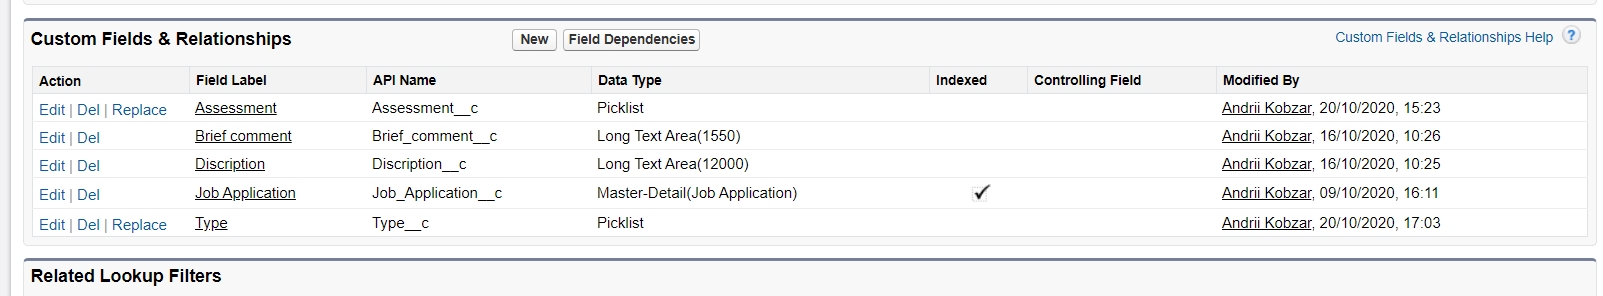 Custom Fields & Relationships New Field Dependencies Custom Fields & Relationships Help ?
Action Field Label API Name Data Type Indexed Controlling Field Modified By
Edit | Del | Replace Assessment Assessment__c Picklist Andrii Kobzar, 20/10/2020, 15:23
Edit | Del Brief comment Brief_comment__c Long Text Area(1550) Andrii Kobzar, 16/10/2020, 10:26
Edit | Del Discription Discription__c Long Text Area(12000) Andrii Kobzar, 16/10/2020, 10:25
Edit | Del Job Application Job_Application__c Master-Detail(Job Application) Andrii Kobzar, 09/10/2020, 16:11
Edit | Del | Replace Type Type__c Picklist Andrii Kobzar, 20/10/2020, 17:03
Related Lookup Filters